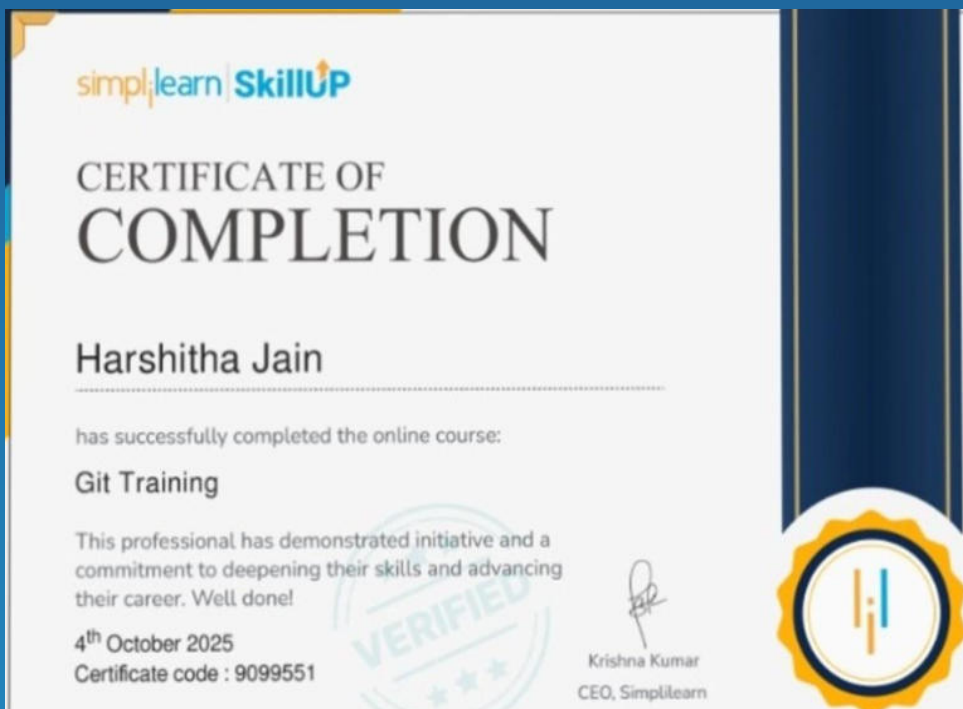 simplilearn | SkillUP
CERTIFICATE OF
COMPLETION
Harshitha Jain
has successfully completed the online course:
Git Training
This professional has demonstrated initiative and a
commitment to deepening their skills and advancing
their career. Well done!
VERIFIED
4th October 2025
Certificate code : 9099551
Krishna Kumar
CEO, Simplilearn